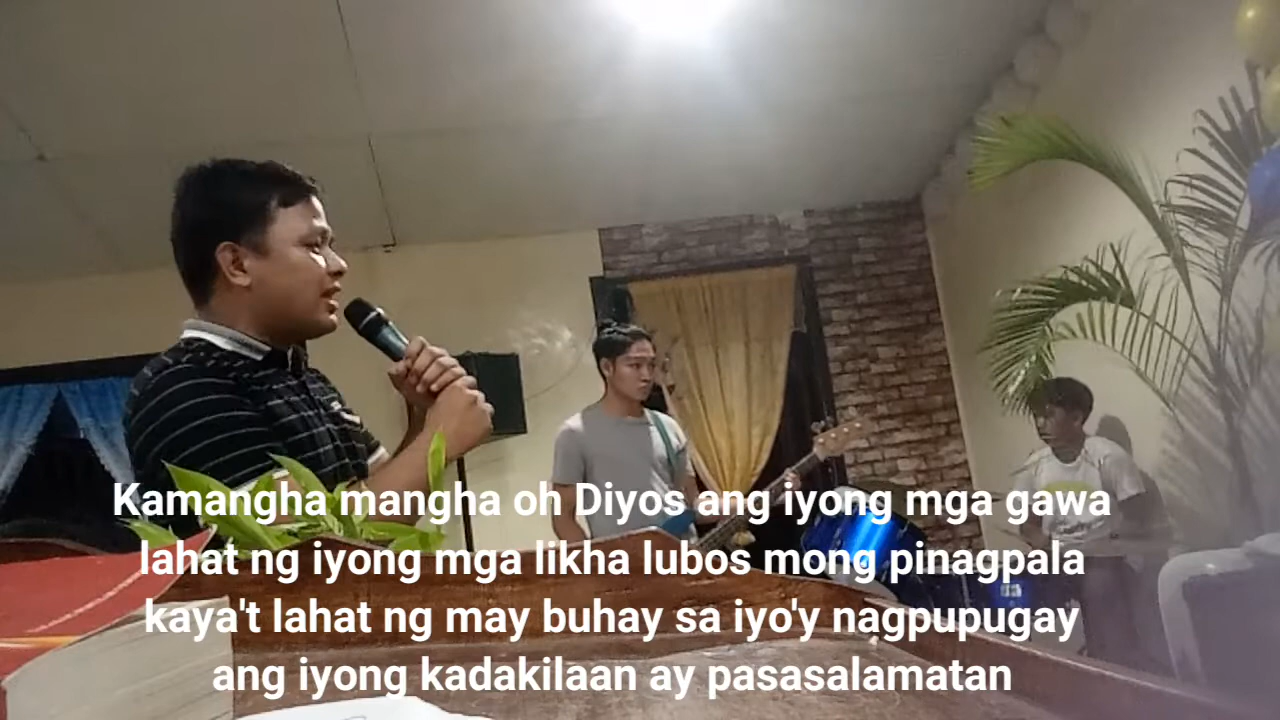 Kamangha mangha oh Diyos ang iyong mga gawa
lahat ng iyong mga likha lubos mong pinagpala
kaya't lahat ng may buhay sa iyo'y nagpupugay
ang iyong kadakilaan ay pasasalamatan